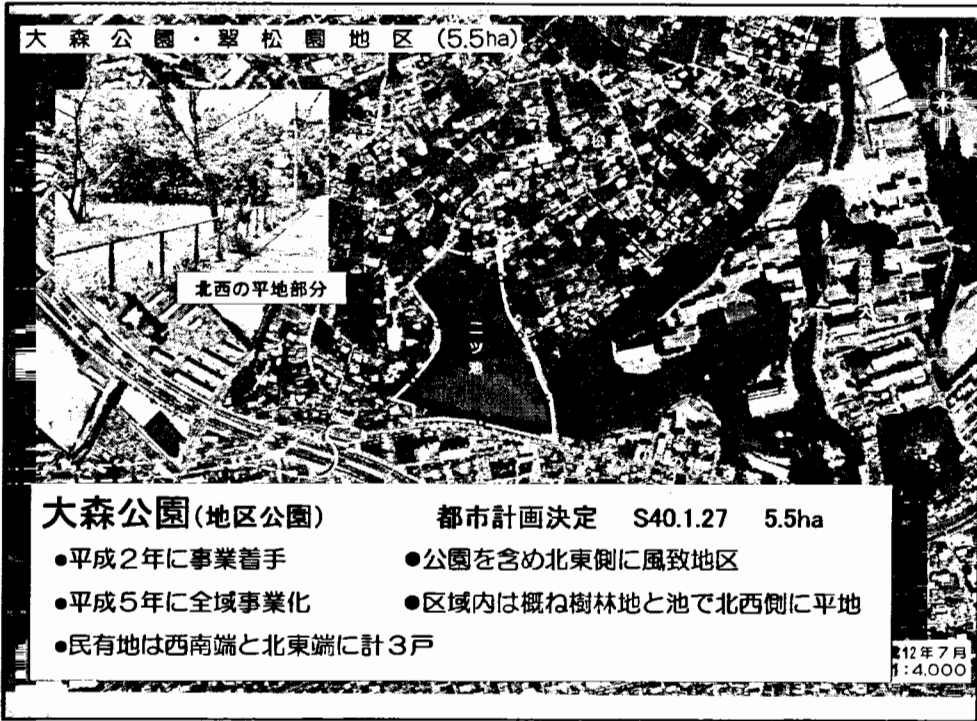 大森公園・翠松園地区 (5.5ha)
北西の平地部分
大森公園(地区公園) 都市計画決定 S40.1.27 5.5ha
●平成2年に事業着手 ●公園を含め北東側に風致地区
●平成5年に全域事業化 ●区域内は概ね樹林地と池で北西側に平地
●民有地は西南端と北東端に計3戸
12年7月
:4,000